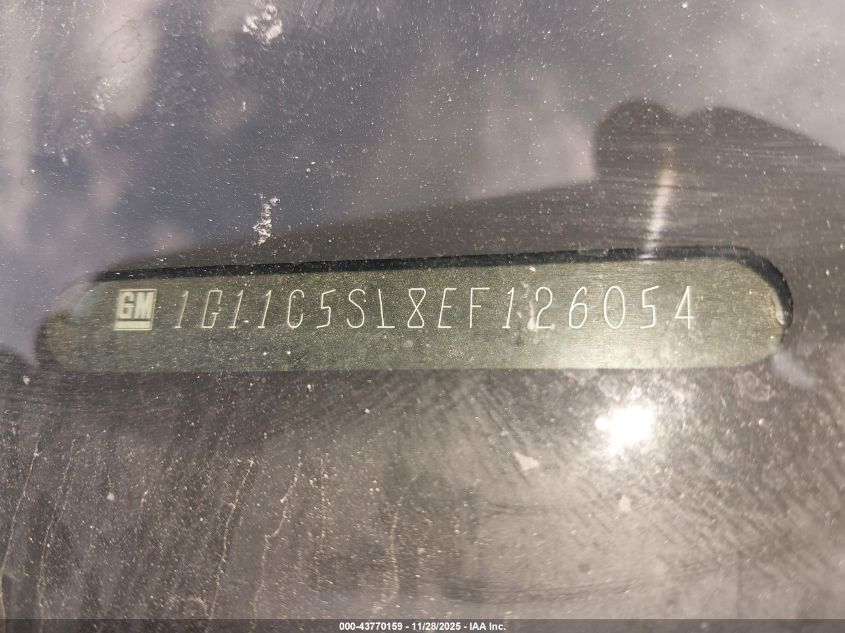 GM 1G11C5SL8EF126054
000-43770159 - 11/28/2025 - IAA Inc.